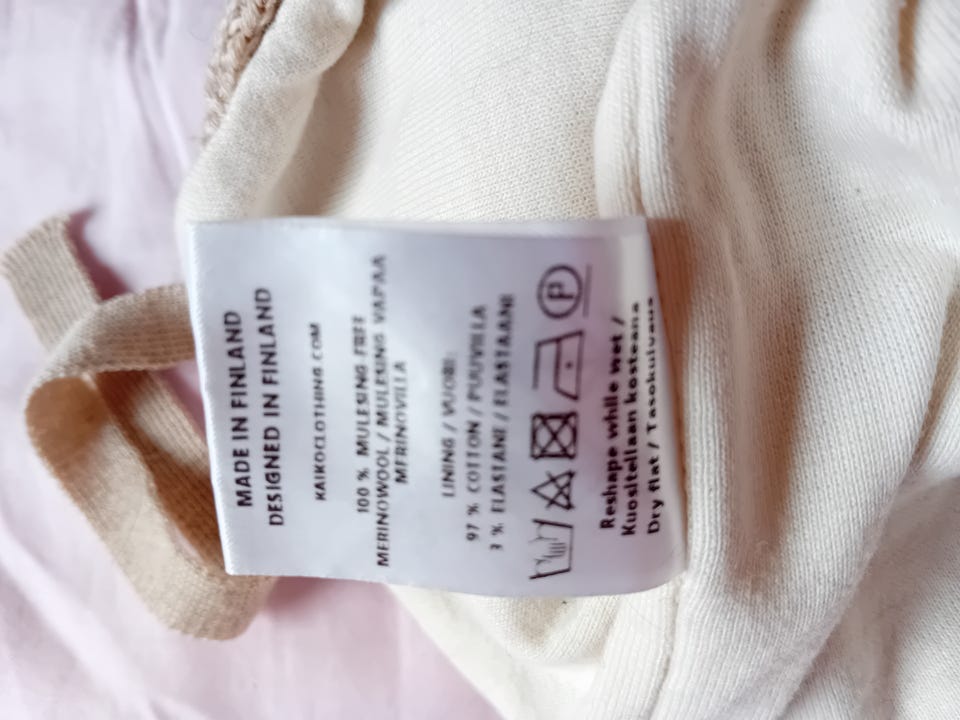 MADE IN FINLAND
DESIGNED IN FINLAND
KAIKOCLOTHING.COM
100 % MULESING FREE
MERINOWOOL / MULESING VAPAA
MERINOVILLA
LINING / VUORI:
97 % COTTON / PUUVILLA
3 % ELASTANE / ELASTAANI
P
Reshape while wet /
Kuositellaan kosteana
Dry flat / Tasokuivaus